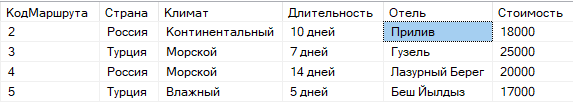 КодМаршрута Страна Климат Длительность Отель Стоимость
2 Россия Континентальный 10 дней Прилив 18000
3 Турция Морской 7 дней Гузель 25000
4 Россия Морской 14 дней Лазурный Берег 20000
5 Турция Влажный 5 дней Беш Йылдыз 17000